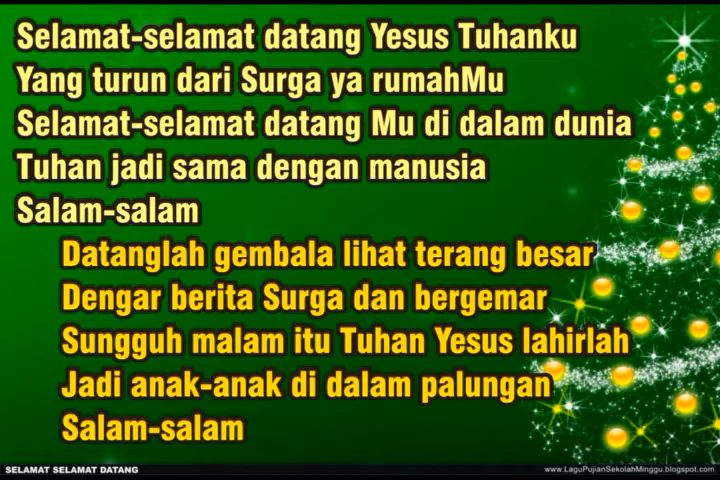 Selamat-selamat datang Yesus Tuhanku
Yang turun dari Surga ya rumahMu
Selamat-selamat datang Mu di dalam dunia
Tuhan jadi sama dengan manusia
Salam-salam
Datanglah gembala lihat terang besar
Dengar berita Surga dan bergemar
Sungguh malam itu Tuhan Yesus lahirlah
Jadi anak-anak di dalam palungan
Salam-salam
SELAMAT SELAMAT DATANG
www.LaguPujianSekolahMinggu.blogspot.com